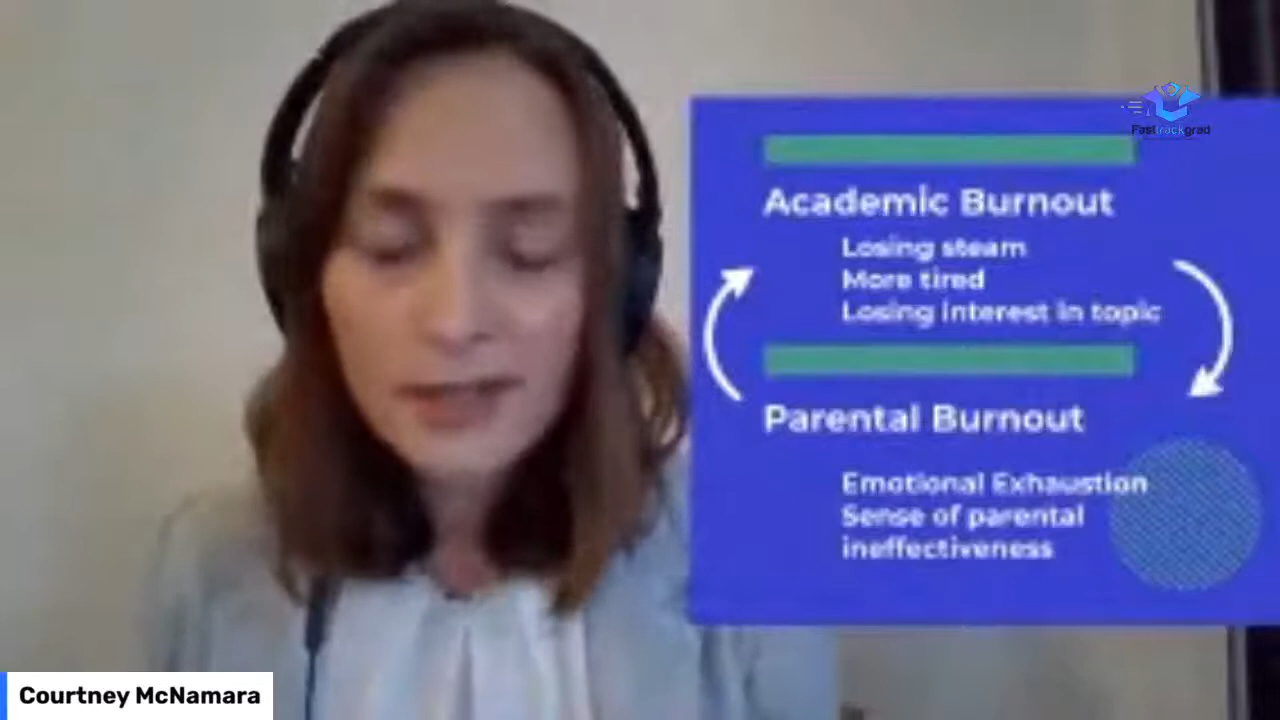 Fasttrackgrad
Academic Burnout
Losing steam
More tired
Losing interest in topic
Parental Burnout
Emotional Exhaustion
Sense of parental
ineffectiveness
Courtney McNamara